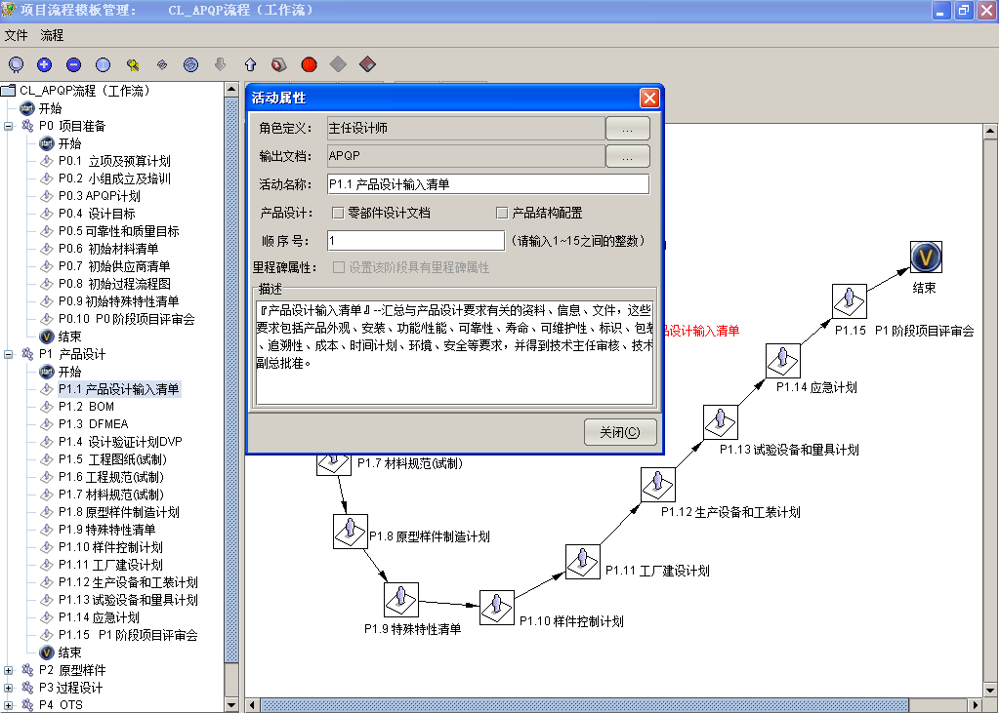 项目流程模板管理： CL_APQP流程（工作流）
文件 流程
CL_APQP流程（工作流）
开始
P0 项目准备
开始
P0.1 立项及预算计划
P0.2 小组成立及培训
P0.3 APQP计划
P0.4 设计目标
P0.5 可靠性和质量目标
P0.6 初始材料清单
P0.7 初始供应商清单
P0.8 初始过程流程图
P0.9 初始特殊特性清单
P0.10 P0 阶段项目评审会
结束
P1 产品设计
开始
P1.1 产品设计输入清单
P1.2 BOM
P1.3 DFMEA
P1.4 设计验证计划DVP
P1.5 工程图纸(试制)
P1.6 工程规范(试制)
P1.7 材料规范(试制)
P1.8 原型样件制造计划
P1.9 特殊特性清单
P1.10 样件控制计划
P1.11 工厂建设计划
P1.12 生产设备和工装计划
P1.13 试验设备和量具计划
P1.14 应急计划
P1.15 P1 阶段项目评审会
结束
P2 原型样件
P3 过程设计
P4 OTS
活动属性
角色定义： 主任设计师 ...
输出文档： APQP ...
活动名称： P1.1 产品设计输入清单
产品设计： 零部件设计文档 产品结构配置
顺 序 号： 1 （请输入1~15之间的整数）
里程碑属性： 设置该阶段具有里程碑属性
描述
『产品设计输入清单』--汇总与产品设计要求有关的资料、信息、文件，这些
要求包括产品外观、安装、功能/性能、可靠性、寿命、可维护性、标识、包装
、追溯性、成本、时间计划、环境、安全等要求，并得到技术主任审核、技术
副总批准。
关闭(C)
品设计输入清单
结束
P1.15 P1 阶段项目评审会
P1.14 应急计划
P1.13 试验设备和量具计划
P1.12 生产设备和工装计划
P1.11 工厂建设计划
P1.10 样件控制计划
P1.9 特殊特性清单
P1.8 原型样件制造计划
P1.7 材料规范(试制)